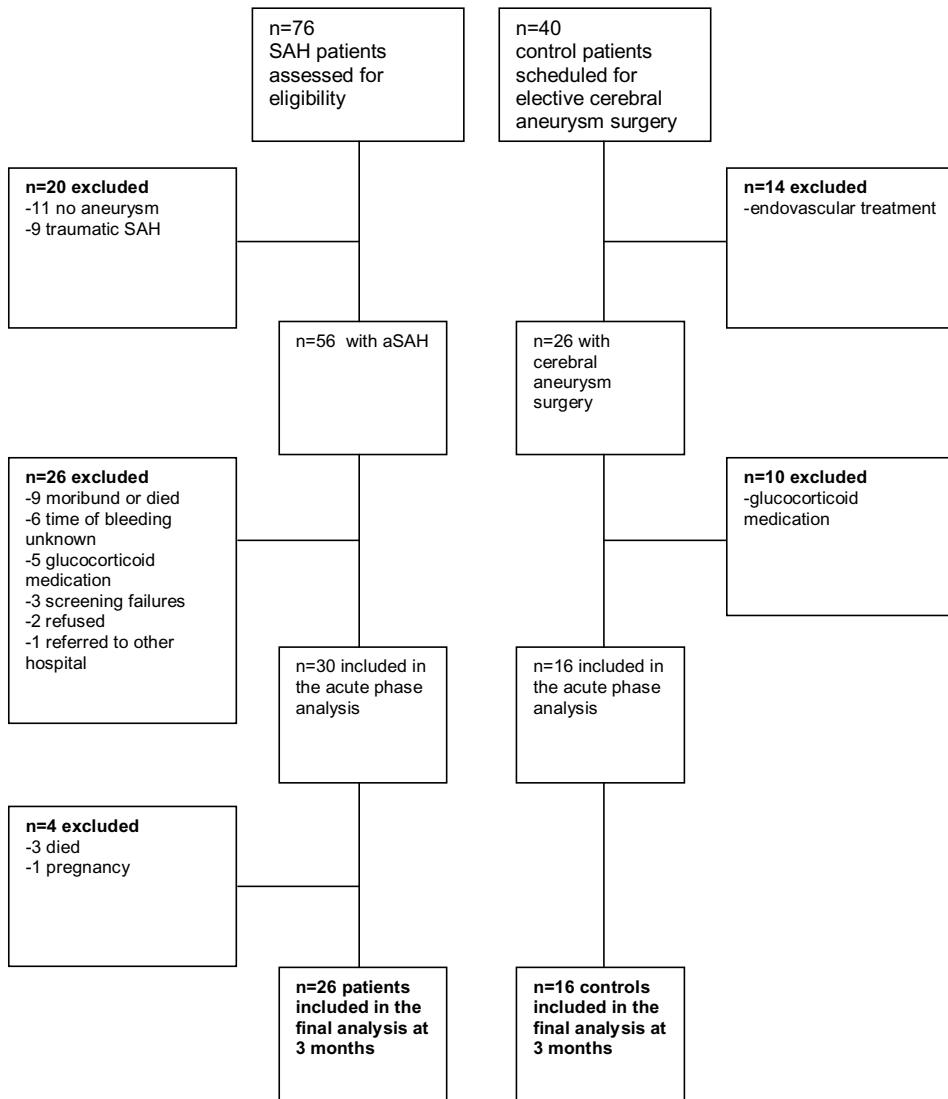 n=76
SAH patients
assessed for
eligibility
n=40
control patients
scheduled for
elective cerebral
aneurysm surgery
n=20 excluded
-11 no aneurysm
-9 traumatic SAH
n=14 excluded
-endovascular treatment
n=56  with aSAH
n=26 with
cerebral
aneurysm
surgery
n=26 excluded
-9 moribund or died
-6 time of bleeding
unknown
-5 glucocorticoid
medication
-3 screening failures
-2 refused
-1 referred to other
hospital
n=10 excluded
-glucocorticoid
medication
n=30 included in
the acute phase
analysis
n=16 included in
the acute phase
analysis
n=4 excluded
-3 died
-1 pregnancy
n=26 patients
included in the
final analysis at
3 months
n=16 controls
included in the
final analysis at
3 months